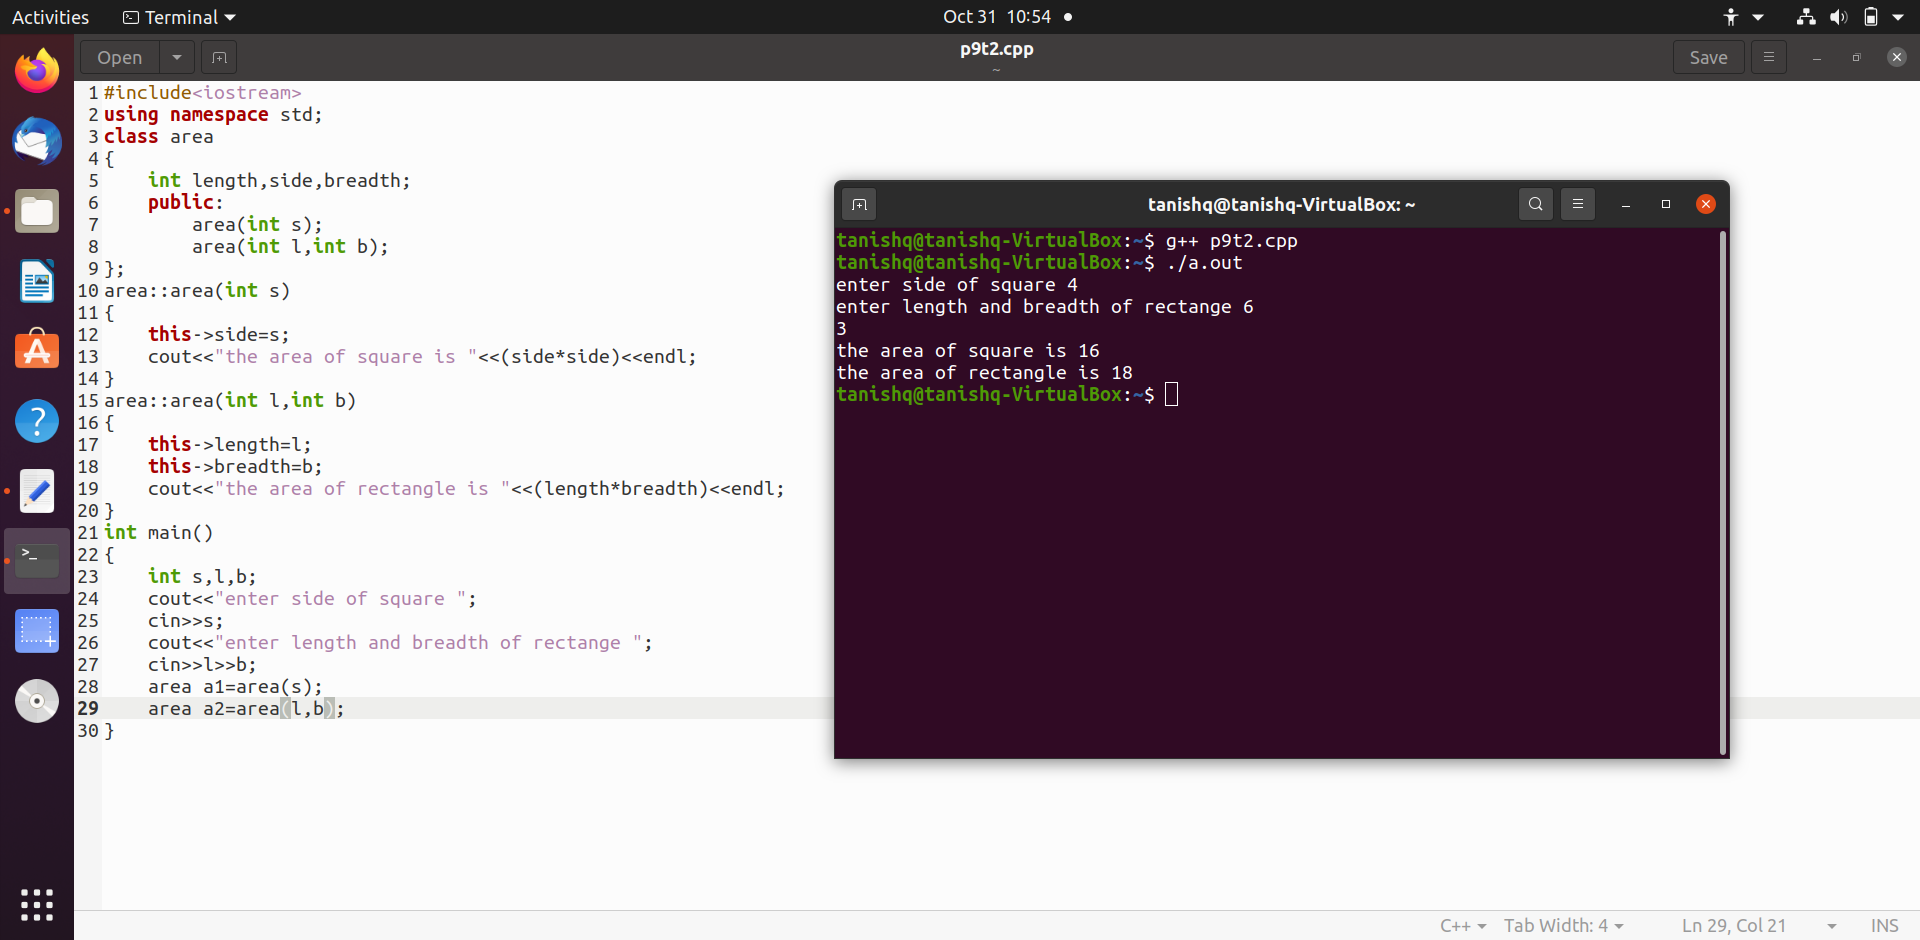 Activities Terminal Oct 31 10:54
Open p9t2.cpp Save
~
1 #include<iostream>
2 using namespace std;
3 class area
4 {
5     int length,side,breadth;
6     public:
7         area(int s);
8         area(int l,int b);
9 };
10 area::area(int s)
11 {
12     this->side=s;
13     cout<<"the area of square is "<<(side*side)<<endl;
14 }
15 area::area(int l,int b)
16 {
17     this->length=l;
18     this->breadth=b;
19     cout<<"the area of rectangle is "<<(length*breadth)<<endl;
20 }
21 int main()
22 {
23     int s,l,b;
24     cout<<"enter side of square ";
25     cin>>s;
26     cout<<"enter length and breadth of rectange ";
27     cin>>l>>b;
28     area a1=area(s);
29     area a2=area(l,b);
30 }
tanishq@tanishq-VirtualBox: ~
tanishq@tanishq-VirtualBox:~$ g++ p9t2.cpp
tanishq@tanishq-VirtualBox:~$ ./a.out
enter side of square 4
enter length and breadth of rectange 6
3
the area of square is 16
the area of rectangle is 18
tanishq@tanishq-VirtualBox:~$
C++ Tab Width: 4 Ln 29, Col 21 INS